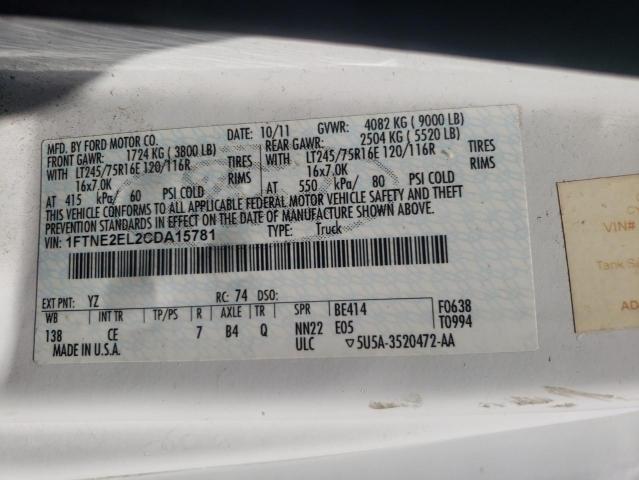 MFD. BY FORD MOTOR CO.
DATE: 10/11
GVWR: 4082 KG ( 9000 LB)
FRONT GAWR: 1724 KG ( 3800 LB)
REAR GAWR: 2504 KG ( 5520 LB)
WITH LT245/75R16E 120/116R TIRES
WITH LT245/75R16E 120/116R TIRES
16x7.0K RIMS
16x7.0K RIMS
AT 415 kPa/ 60 PSI COLD
AT 550 kPa/ 80 PSI COLD
THIS VEHICLE CONFORMS TO ALL APPLICABLE FEDERAL MOTOR VEHICLE SAFETY AND THEFT
PREVENTION STANDARDS IN EFFECT ON THE DATE OF MANUFACTURE SHOWN ABOVE.
VIN: 1FTNE2EL2CDA15781
TYPE: Truck
EXT PNT: YZ RC: 74 DSO:
WB INT TR TP/PS R AXLE TR SPR BE414 F0638
138 CE 7 B4 Q NN22 E05 T0994
MADE IN U.S.A. ULC 5U5A-3520472-AA
VIN#
Tank
AD